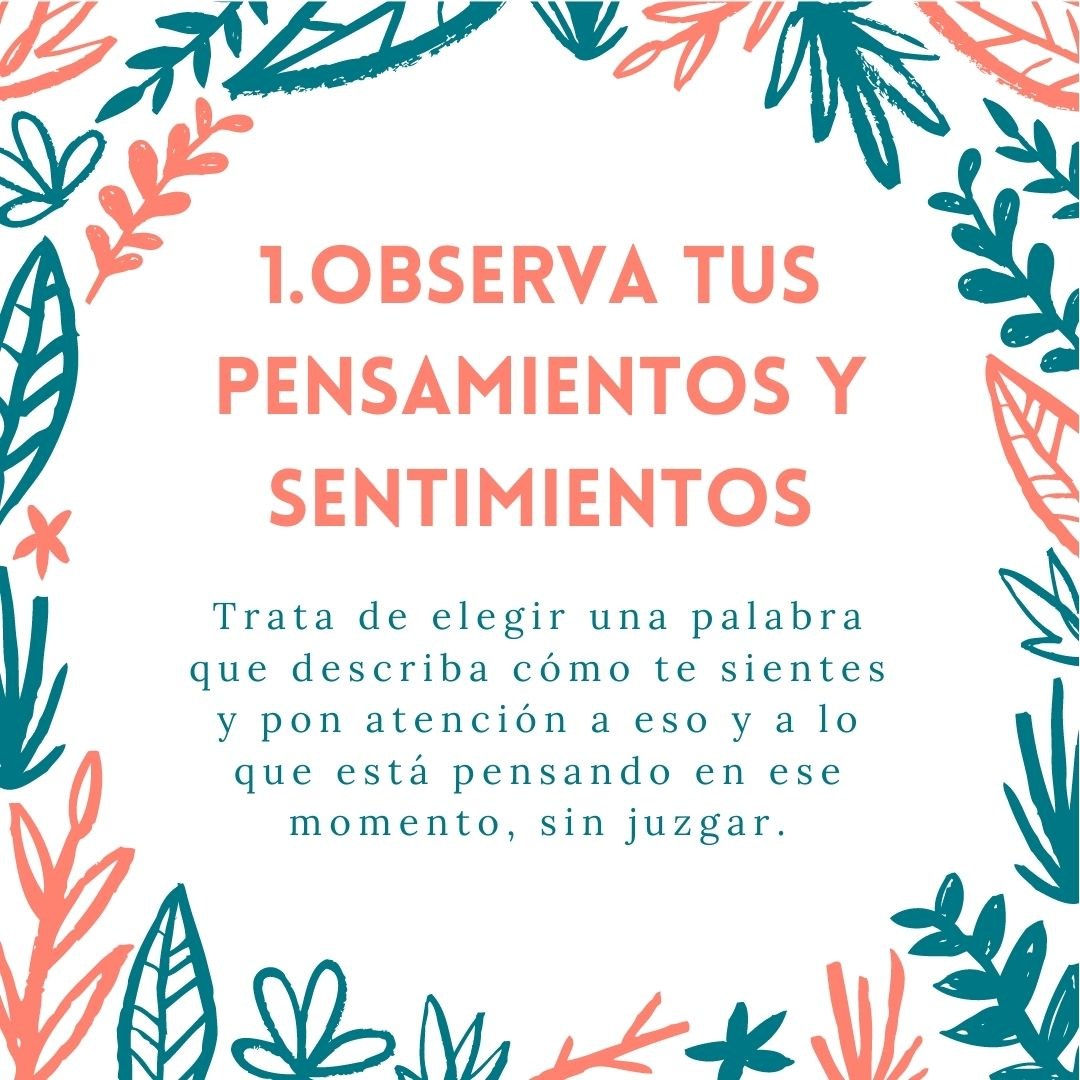 1.OBSERVA TUS
PENSAMIENTOS Y
SENTIMIENTOS
Trata de elegir una palabra
que describa cómo te sientes
y pon atención a eso y a lo
que está pensando en ese
momento, sin juzgar.